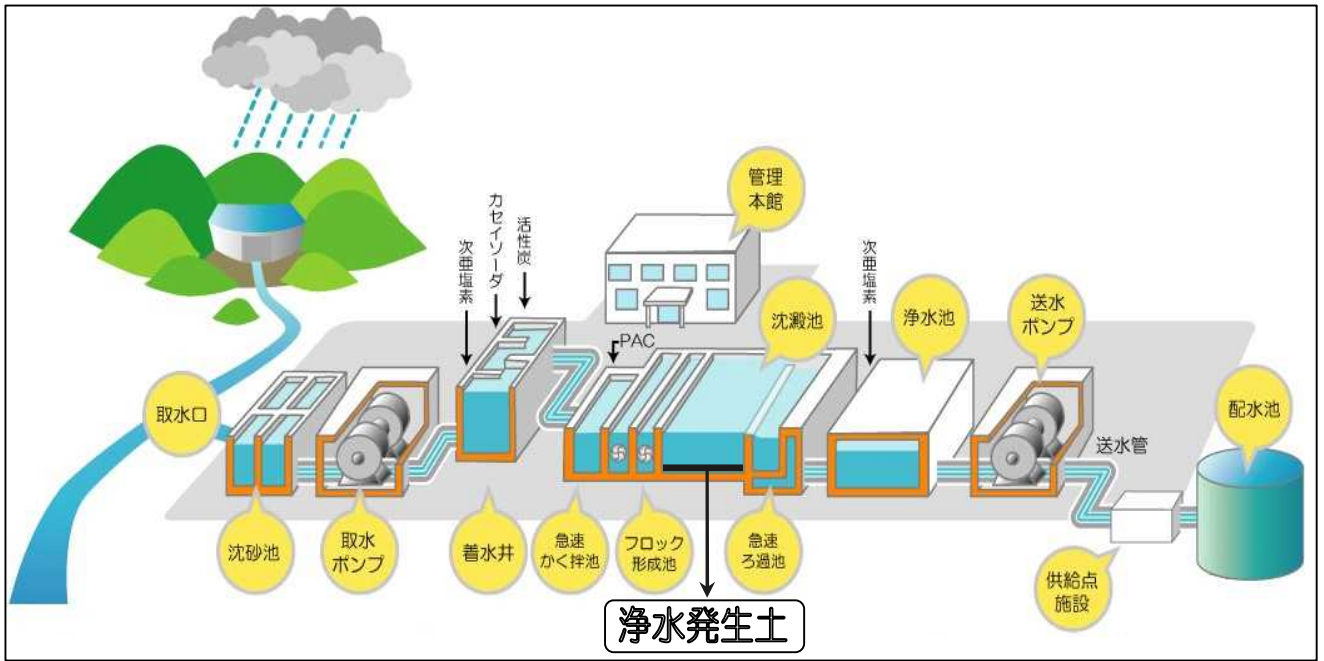 管理
本館
カセイソーダ
活性炭
次亜塩素
次亜塩素
沈澱池
浄水池
送水
ポンプ
PAC
取水口
配水池
送水管
沈砂池
取水
ポンプ
着水井
急速
かく拌池
フロック
形成池
急速
ろ過池
供給点
施設
浄水発生土